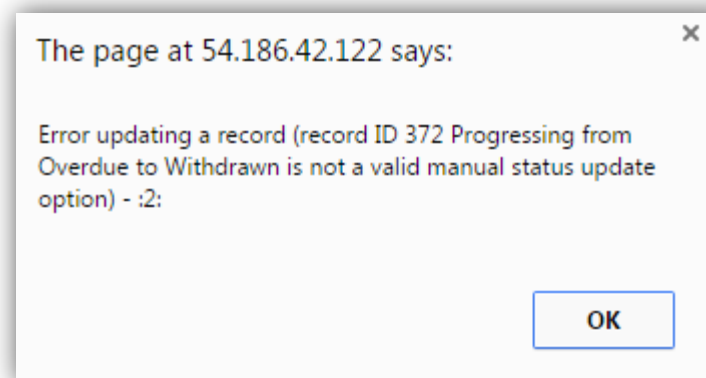 The page at 54.186.42.122 says:
Error updating a record (record ID 372 Progressing from
Overdue to Withdrawn is not a valid manual status update
option) - :2:
OK